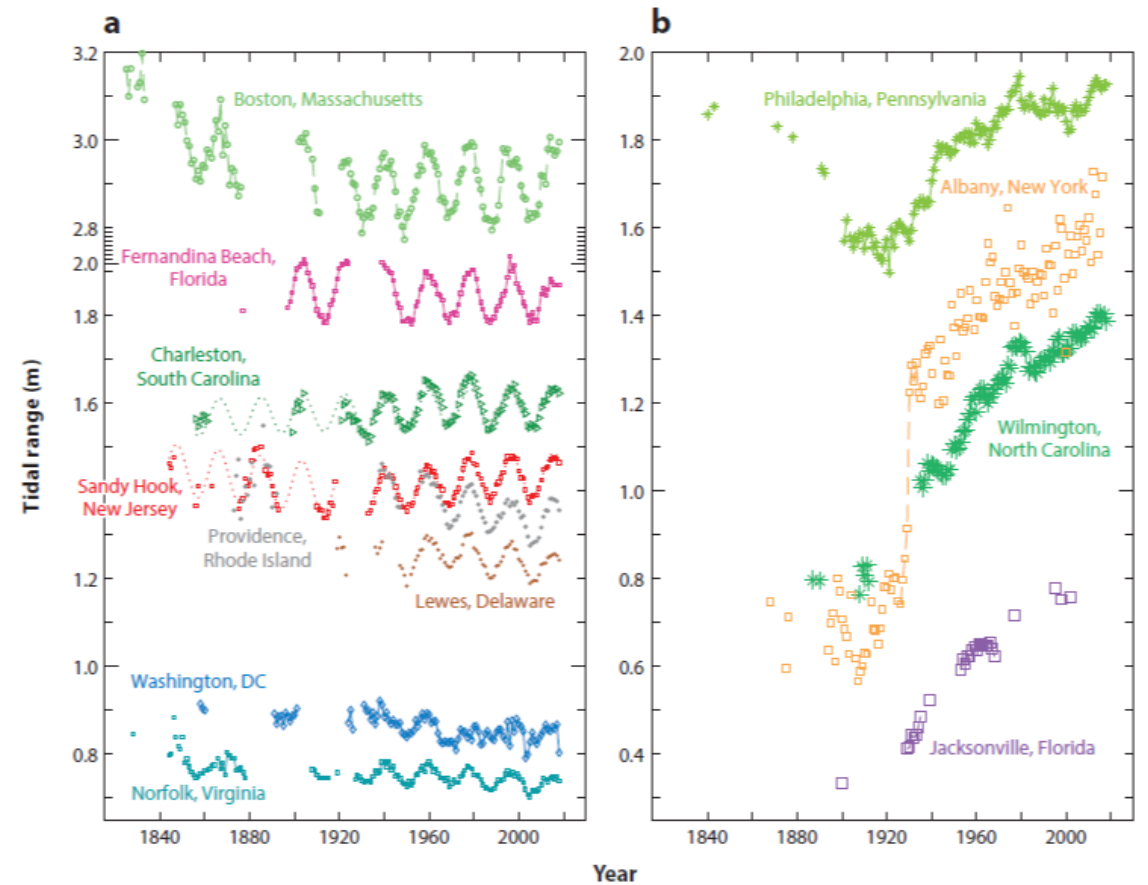 a
3.2
3.0
2.8
2.0
1.8
1.6
1.2
1.0
0.8
Tidal range (m)
Boston, Massachusetts
Fernandina Beach,
Florida
Charleston,
South Carolina
Sandy Hook,
New Jersey
Providence,
Rhode Island
Lewes, Delaware
Washington, DC
Norfolk, Virginia
1840
1880
1920
1960
2000
b
2.0
1.8
1.6
1.4
1.2
1.0
0.8
0.6
0.4
Philadelphia, Pennsylvania
Albany, New York
Wilmington,
North Carolina
Jacksonville, Florida
1840
1880
1920
1960
2000
Year